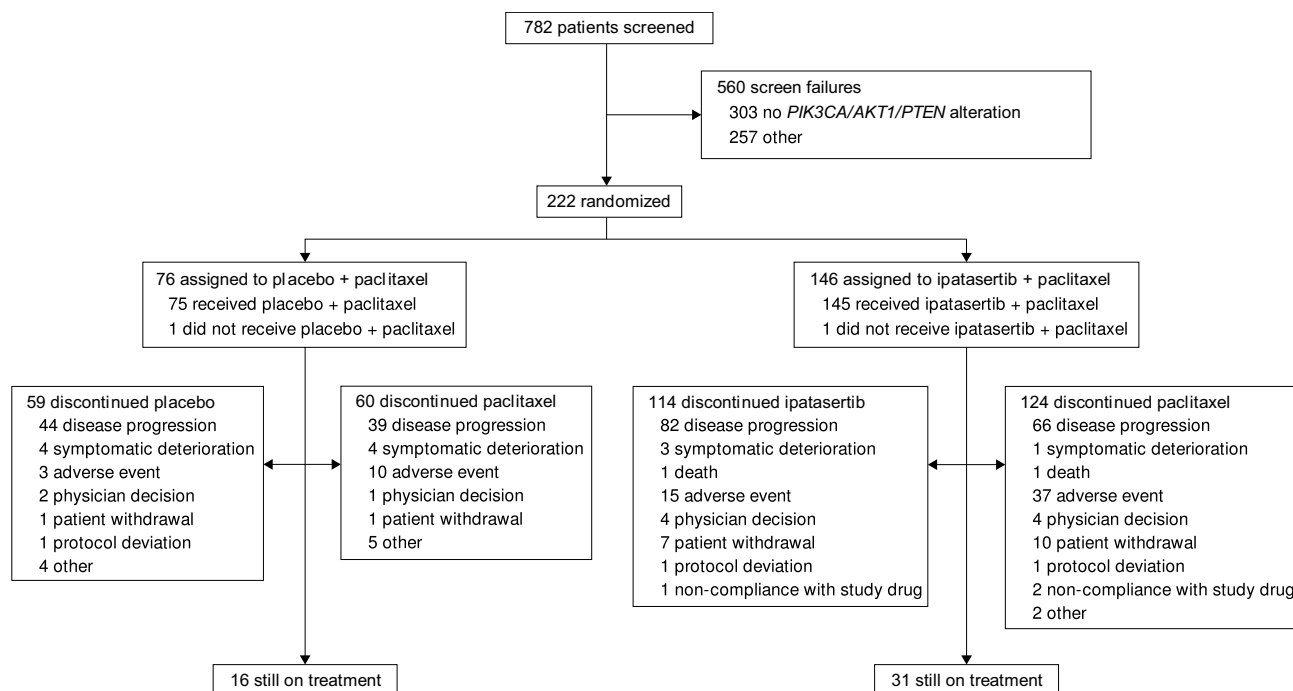 782 patients screened
560 screen failures
303 no PIK3CA/AKT1/PTEN alteration
257 other
222 randomized
76 assigned to placebo + paclitaxel
75 received placebo + paclitaxel
1 did not receive placebo + paclitaxel
146 assigned to ipatasertib + paclitaxel
145 received ipatasertib + paclitaxel
1 did not receive ipatasertib + paclitaxel
59 discontinued placebo
44 disease progression
4 symptomatic deterioration
3 adverse event
2 physician decision
1 patient withdrawal
1 protocol deviation
4 other
60 discontinued paclitaxel
39 disease progression
4 symptomatic deterioration
10 adverse event
1 physician decision
1 patient withdrawal
5 other
114 discontinued ipatasertib
82 disease progression
3 symptomatic deterioration
1 death
15 adverse event
4 physician decision
7 patient withdrawal
1 protocol deviation
1 non-compliance with study drug
124 discontinued paclitaxel
66 disease progression
1 symptomatic deterioration
1 death
37 adverse event
4 physician decision
10 patient withdrawal
1 protocol deviation
2 non-compliance with study drug
2 other
16 still on treatment
31 still on treatment